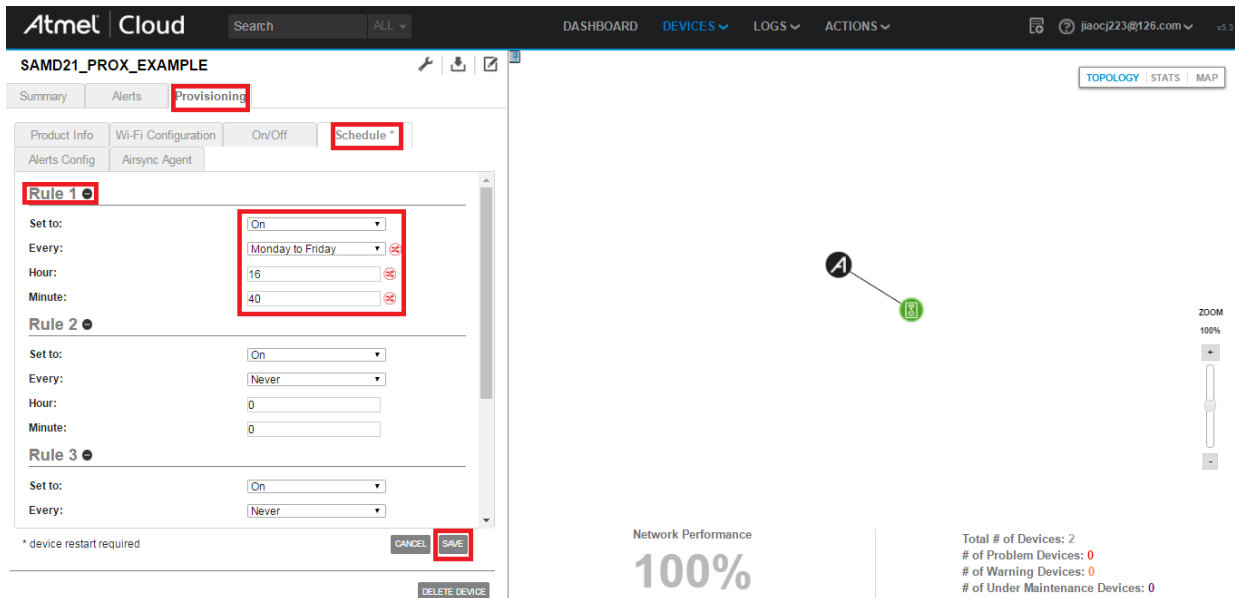 Atmel Cloud Search ALL DASHBOARD DEVICES LOGS ACTIONS jiaocj223@126.com v5.3
SAMD21_PROX_EXAMPLE
TOPOLOGY STATS MAP
Summary Alerts Provisioning
Product Info Wi-Fi Configuration On/Off Schedule *
Alerts Config Airsync Agent
Rule 1
Set to: On
Every: Monday to Friday
Hour: 16
Minute: 40
Rule 2
Set to: On
Every: Never
Hour: 0
Minute: 0
Rule 3
Set to: On
Every: Never
* device restart required CANCEL SAVE
DELETE DEVICE
ZOOM
100%
+
-
Network Performance
100%
Total # of Devices: 2
# of Problem Devices: 0
# of Warning Devices: 0
# of Under Maintenance Devices: 0